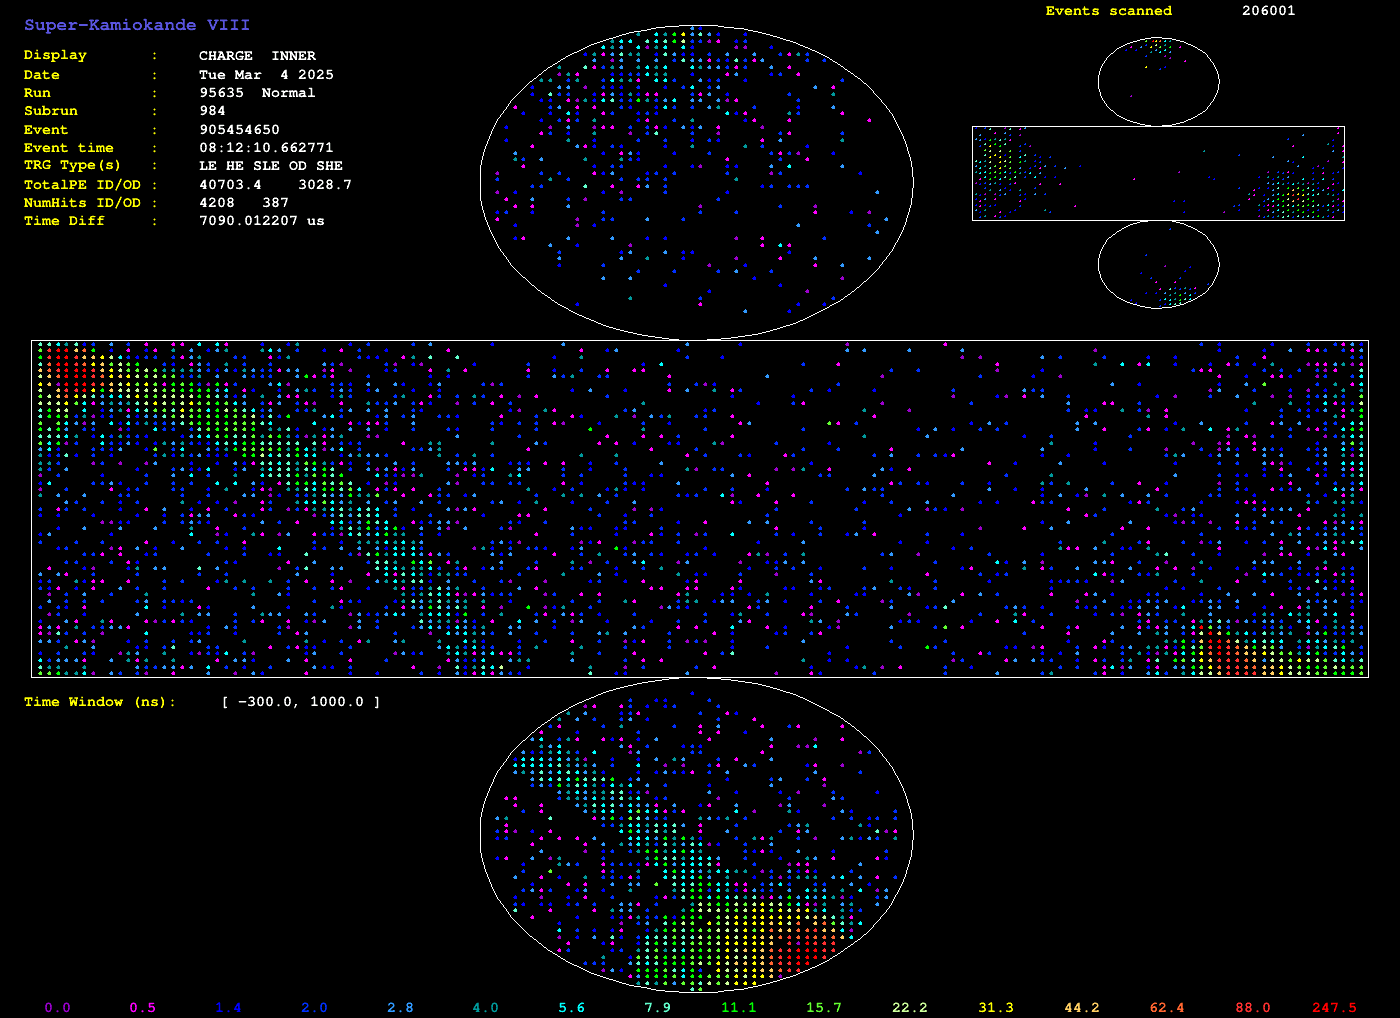 Super-Kamiokande VIII
Display : CHARGE INNER
Date : Tue Mar 4 2025
Run : 95635 Normal
Subrun : 984
Event : 905454650
Event time : 08:12:10.662771
TRG Type(s) : LE HE SLE OD SHE
TotalPE ID/OD : 40703.4 3028.7
NumHits ID/OD : 4208 387
Time Diff : 7090.012207 us
Events scanned 206001
Time Window (ns): [ -300.0, 1000.0 ]
0.0 0.5 1.4 2.0 2.8 4.0 5.6 7.9 11.1 15.7 22.2 31.3 44.2 62.4 88.0 247.5